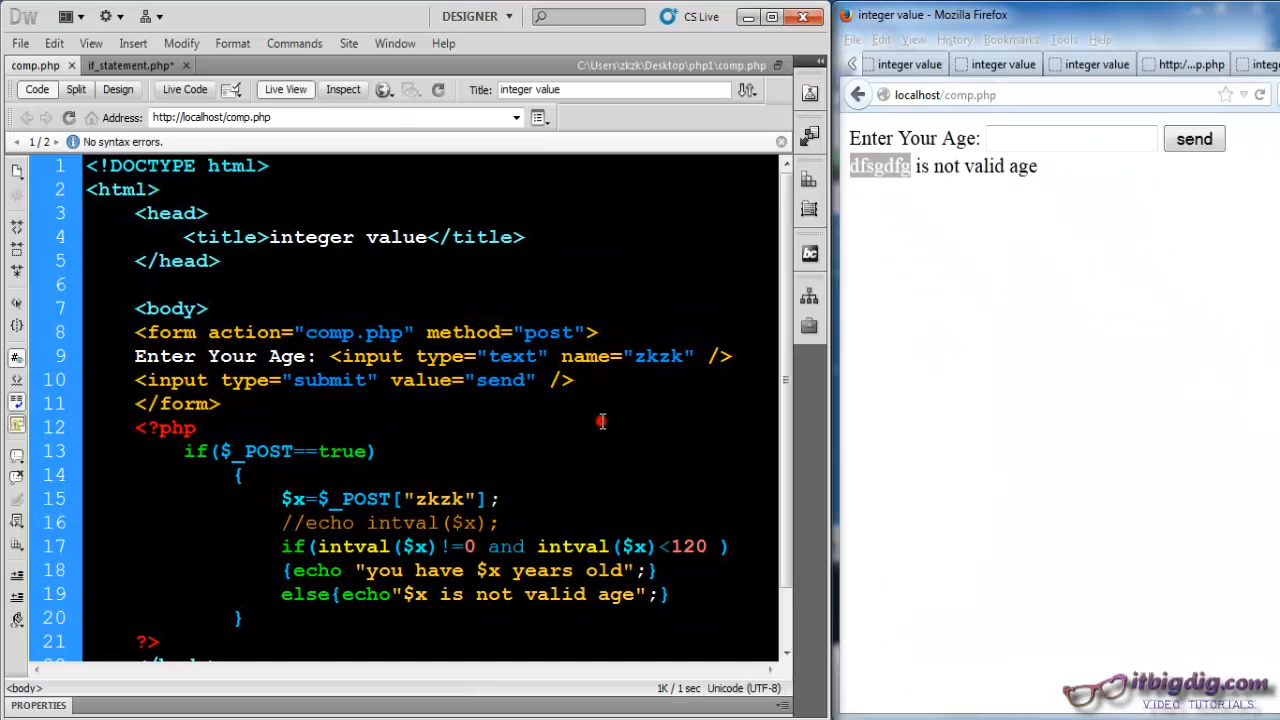 Dw DESIGNER CS Live
File Edit View Insert Modify Format Commands Site Window Help
comp.php if_statement.php* C:\Users\zkzk\Desktop\php1\comp.php
Code Split Design Live Code Live View Inspect Title: integer value
Address: http://localhost/comp.php
1 / 2 No syntax errors.
1 <!DOCTYPE html>
2 <html>
3 <head>
4 <title>integer value</title>
5 </head>
6
7 <body>
8 <form action="comp.php" method="post">
9 Enter Your Age: <input type="text" name="zkzk" />
10 <input type="submit" value="send" />
11 </form>
12 <?php
13 if($_POST==true)
14 {
15 $x=$_POST["zkzk"];
16 //echo intval($x);
17 if(intval($x)!=0 and intval($x)<120 )
18 {echo "you have $x years old";}
19 else{echo"$x is not valid age";}
20 }
21 ?>
<body> 1K / 1 sec Unicode (UTF-8)
PROPERTIES
bc
integer value - Mozilla Firefox
File Edit View History Bookmarks Tools Help
integer value integer value integer value http:/...p.php intege
localhost/comp.php
Enter Your Age: send
dfsgdfg is not valid age
itbigdig.com
VIDEO TUTORIALS